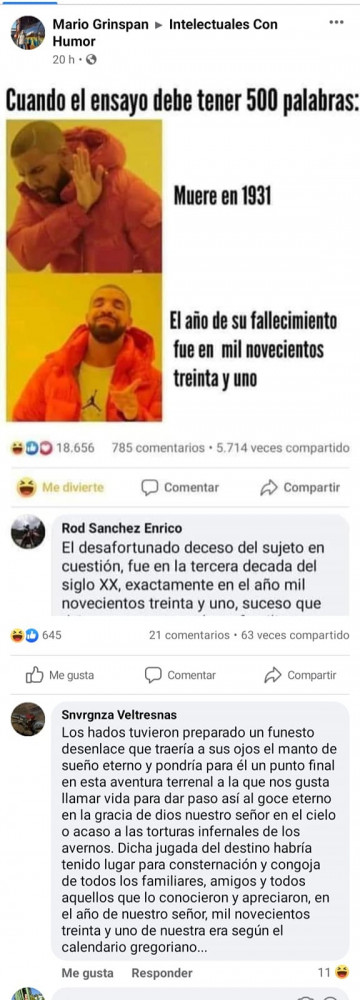 Mario Grinspan ▸ Intelectuales Con
Humor
20 h ·
Cuando el ensayo debe tener 500 palabras:
Muere en 1931
El año de su fallecimiento
fue en mil novecientos
treinta y uno
18.656 785 comentarios • 5.714 veces compartido
Me divierte Comentar Compartir
Rod Sanchez Enrico
El desafortunado deceso del sujeto en
cuestión, fue en la tercera decada del
siglo XX, exactamente en el año mil
novecientos treinta y uno, suceso que
645 21 comentarios • 63 veces compartido
Me gusta Comentar Compartir
Snvrgnza Veltresnas
Los hados tuvieron preparado un funesto
desenlace que traería a sus ojos el manto de
sueño eterno y pondría para él un punto final
en esta aventura terrenal a la que nos gusta
llamar vida para dar paso así al goce eterno
en la gracia de dios nuestro señor en el cielo
o acaso a las torturas infernales de los
avernos. Dicha jugada del destino habría
tenido lugar para consternación y congoja
de todos los familiares, amigos y todos
aquellos que lo conocieron y apreciaron, en
el año de nuestro señor, mil novecientos
treinta y uno de nuestra era según el
calendario gregoriano...
Me gusta Responder 11